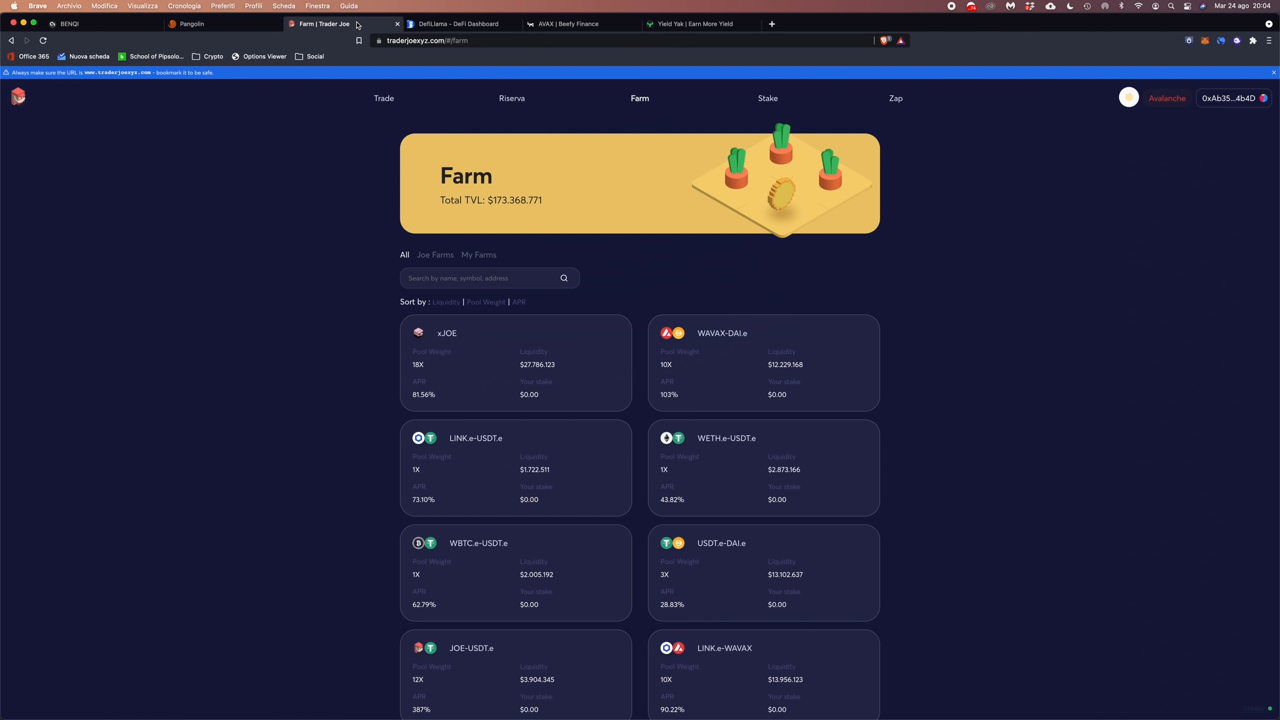 Brave Archivio Modifica Visualizza Cronologia Preferiti Profili Scheda Finestra Guida Mar 24 ago 20:04
BENQI Pangolin Farm | Trader Joe DefiLlama - DeFi Dashboard AVAX | Beefy Finance Yield Yak | Earn More Yield
traderjoexyz.com/#/farm
Office 365 Nuova scheda School of Pipsolo... Crypto Options Viewer Social
Always make sure the URL is www.traderjoexyz.com - bookmark it to be safe.
Trade Riserva Farm Stake Zap Avalanche 0xAb35...4b4D
Farm
Total TVL: $173.368.771
All Joe Farms My Farms
Search by name, symbol, address
Sort by : Liquidity | Pool Weight | APR
xJOE
Pool Weight Liquidity
18X $27.786.123
APR Your stake
81.56% $0.00
WAVAX-DAI.e
Pool Weight Liquidity
10X $12.229.168
APR Your stake
103% $0.00
LINK.e-USDT.e
Pool Weight Liquidity
1X $1.722.511
APR Your stake
73.10% $0.00
WETH.e-USDT.e
Pool Weight Liquidity
1X $2.873.166
APR Your stake
43.82% $0.00
WBTC.e-USDT.e
Pool Weight Liquidity
1X $2.005.192
APR Your stake
62.79% $0.00
USDT.e-DAI.e
Pool Weight Liquidity
3X $13.102.637
APR Your stake
28.83% $0.00
JOE-USDT.e
Pool Weight Liquidity
12X $3.904.345
APR Your stake
387% $0.00
LINK.e-WAVAX
Pool Weight Liquidity
10X $13.956.123
APR Your stake
90.22% $0.00